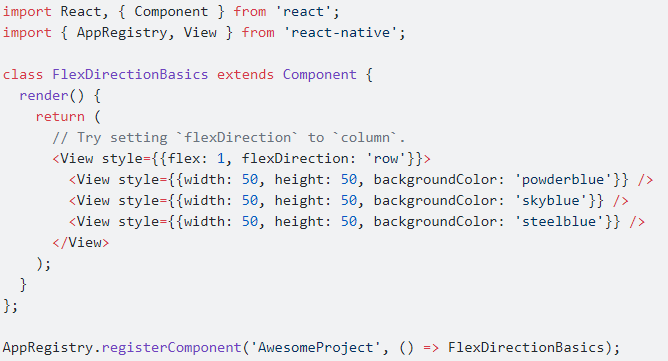 import React, { Component } from 'react';
import { AppRegistry, View } from 'react-native';

class FlexDirectionBasics extends Component {
  render() {
    return (
      // Try setting `flexDirection` to `column`.
      <View style={{flex: 1, flexDirection: 'row'}}>
        <View style={{width: 50, height: 50, backgroundColor: 'powderblue'}} />
        <View style={{width: 50, height: 50, backgroundColor: 'skyblue'}} />
        <View style={{width: 50, height: 50, backgroundColor: 'steelblue'}} />
      </View>
    );
  }
};

AppRegistry.registerComponent('AwesomeProject', () => FlexDirectionBasics);